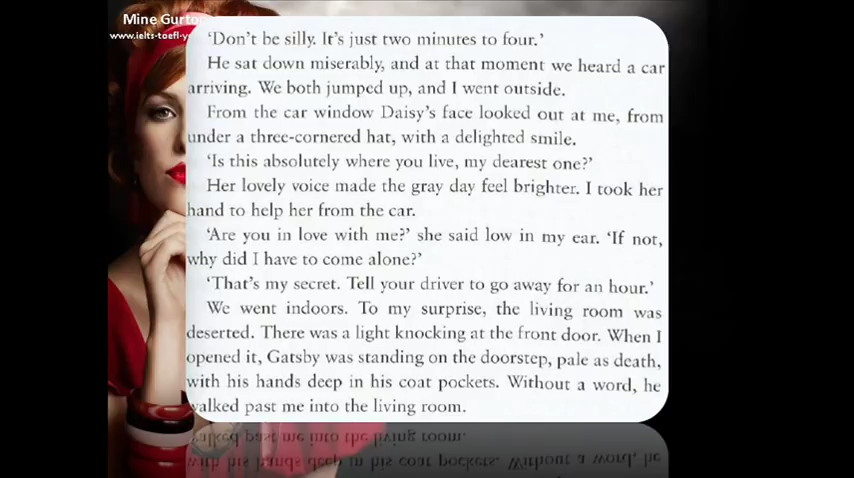 Mine Gurton
www.ielts-toefl-y
'Don't be silly. It's just two minutes to four.'
He sat down miserably, and at that moment we heard a car
arriving. We both jumped up, and I went outside.
From the car window Daisy's face looked out at me, from
under a three-cornered hat, with a delighted smile.
'Is this absolutely where you live, my dearest one?'
Her lovely voice made the gray day feel brighter. I took her
hand to help her from the car.
'Are you in love with me?' she said low in my ear. 'If not,
why did I have to come alone?'
'That's my secret. Tell your driver to go away for an hour.'
We went indoors. To my surprise, the living room was
deserted. There was a light knocking at the front door. When I
opened it, Gatsby was standing on the doorstep, pale as death,
with his hands deep in his coat pockets. Without a word, he
walked past me into the living room.